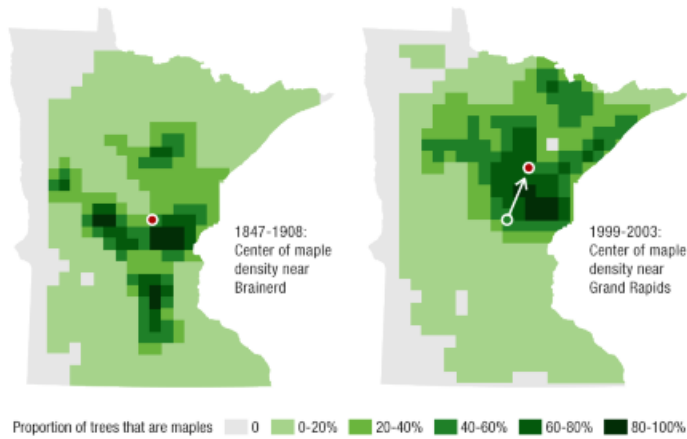 1847-1908:
Center of maple
density near
Brainerd
1999-2003:
Center of maple
density near
Grand Rapids
Proportion of trees that are maples 0 0-20% 20-40% 40-60% 60-80% 80-100%